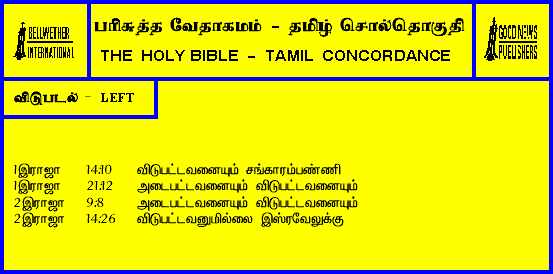 BELLWETHER
INTERNATIONAL
பரிசுத்த வேதாகமம் - தமிழ் சொல்தொகுதி
THE HOLY BIBLE - TAMIL CONCORDANCE
GOOD NEWS
PUBLISHERS
விடுபடல் - LEFT
1இராஜா 14:10 விடுபட்டவனையும் சங்காரம்பண்ணி
1இராஜா 21:12 அடைபட்டவனையும் விடுபட்டவனையும்
2இராஜா 9:8 அடைபட்டவனையும் விடுபட்டவனையும்
2இராஜா 14:26 விடுபட்டவனுமில்லை இஸ்ரவேலுக்கு